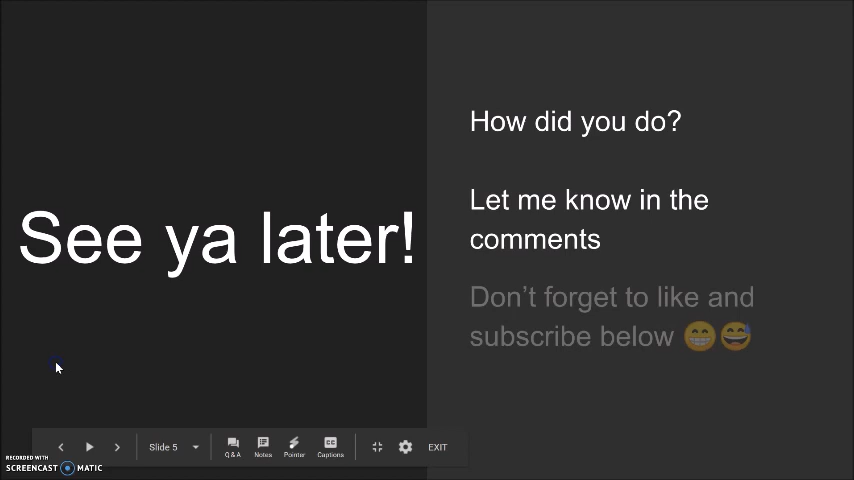 See ya later!
How did you do?
Let me know in the
comments
Don’t forget to like and
subscribe below 😁😅
Slide 5
Q & A
Notes
Pointer
CC
Captions
EXIT
RECORDED WITH
SCREENCAST MATIC